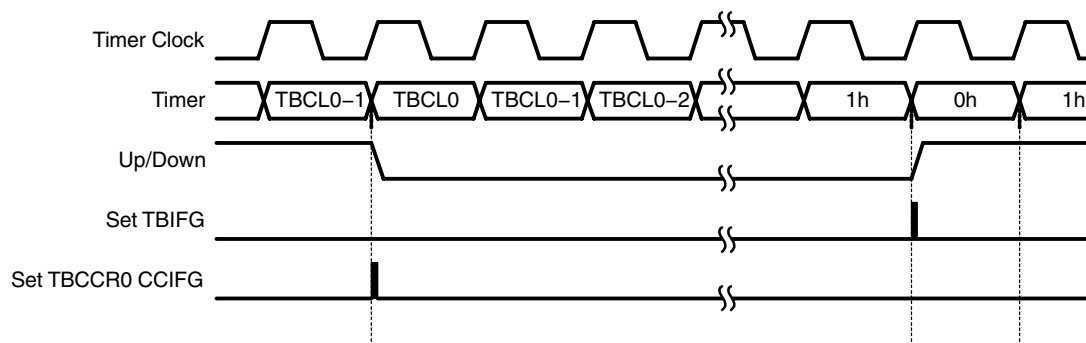 Timer Clock
Timer TBCL0−1 TBCL0 TBCL0−1 TBCL0−2 1h 0h 1h
Up/Down
Set TBIFG
Set TBCCR0 CCIFG